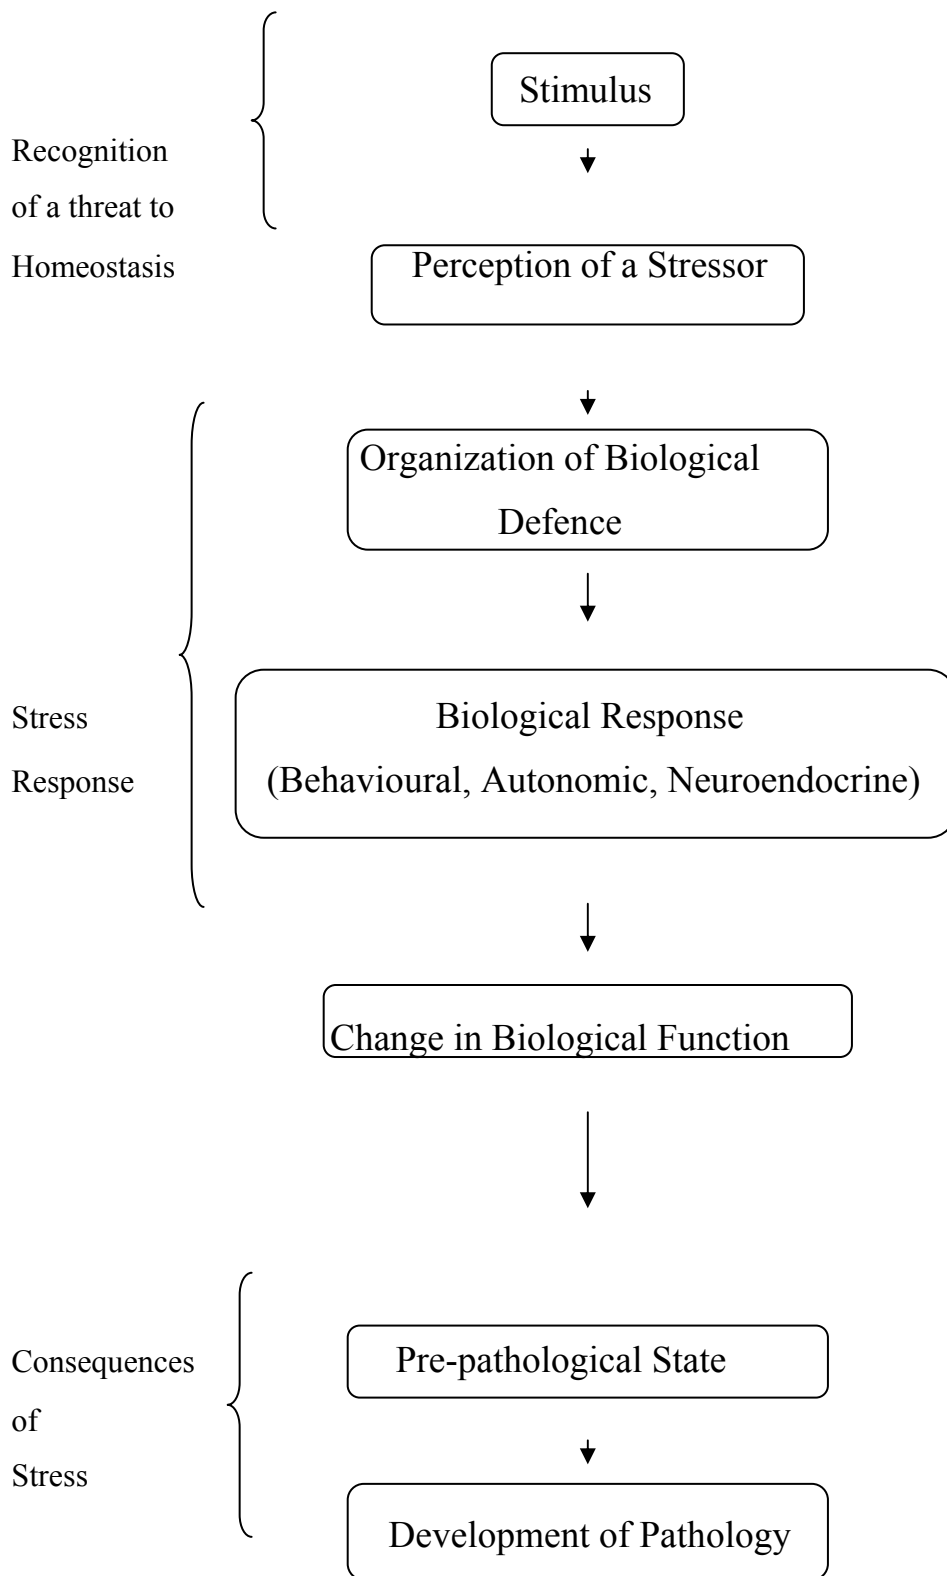 Stimulus
Recognition
of a threat to
Homeostasis
Perception of a Stressor
Organization of Biological
Defence
Stress
Response
Biological Response
(Behavioural, Autonomic, Neuroendocrine)
Change in Biological Function
Consequences
of
Stress
Pre-pathological State
Development of Pathology